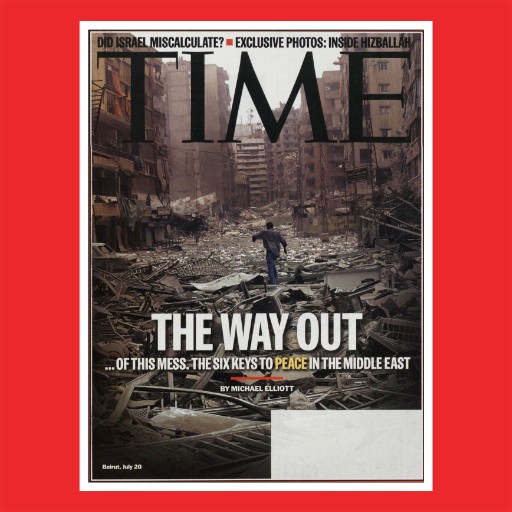 DID ISRAEL MISCALCULATE? ■ EXCLUSIVE PHOTOS: INSIDE HIZBALLAH
TIME
THE WAY OUT
... OF THIS MESS. THE SIX KEYS TO PEACE IN THE MIDDLE EAST
BY MICHAEL ELLIOTT
Beirut, July 20